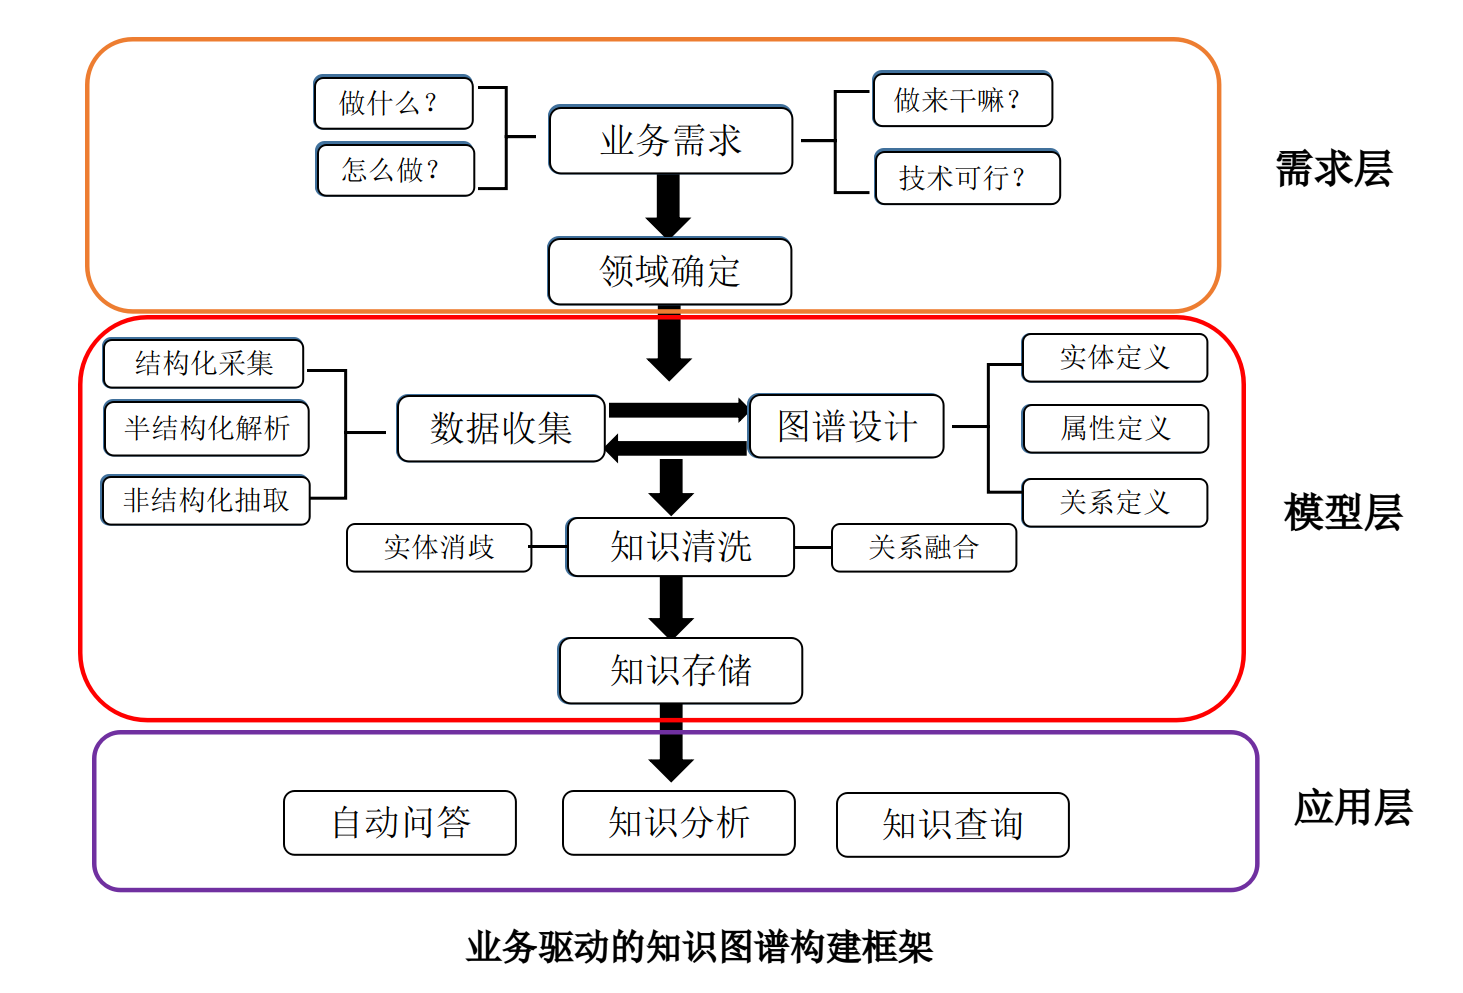 做什么？
做来干嘛？
业务需求
怎么做？
技术可行？
需求层
领域确定
结构化采集
实体定义
半结构化解析
数据收集
图谱设计
属性定义
非结构化抽取
关系定义
模型层
实体消歧
知识清洗
关系融合
知识存储
自动问答
知识分析
知识查询
应用层
业务驱动的知识图谱构建框架